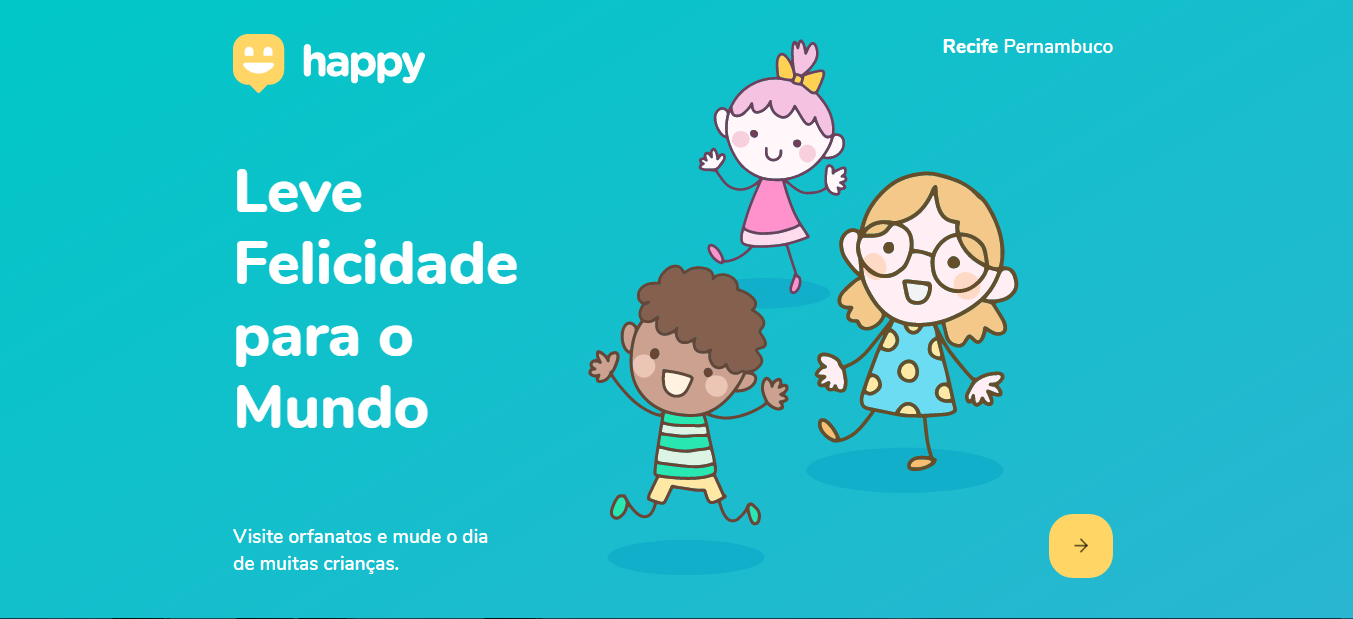 happy
Recife Pernambuco
Leve
Felicidade
para o
Mundo
Visite orfanatos e mude o dia
de muitas crianças.